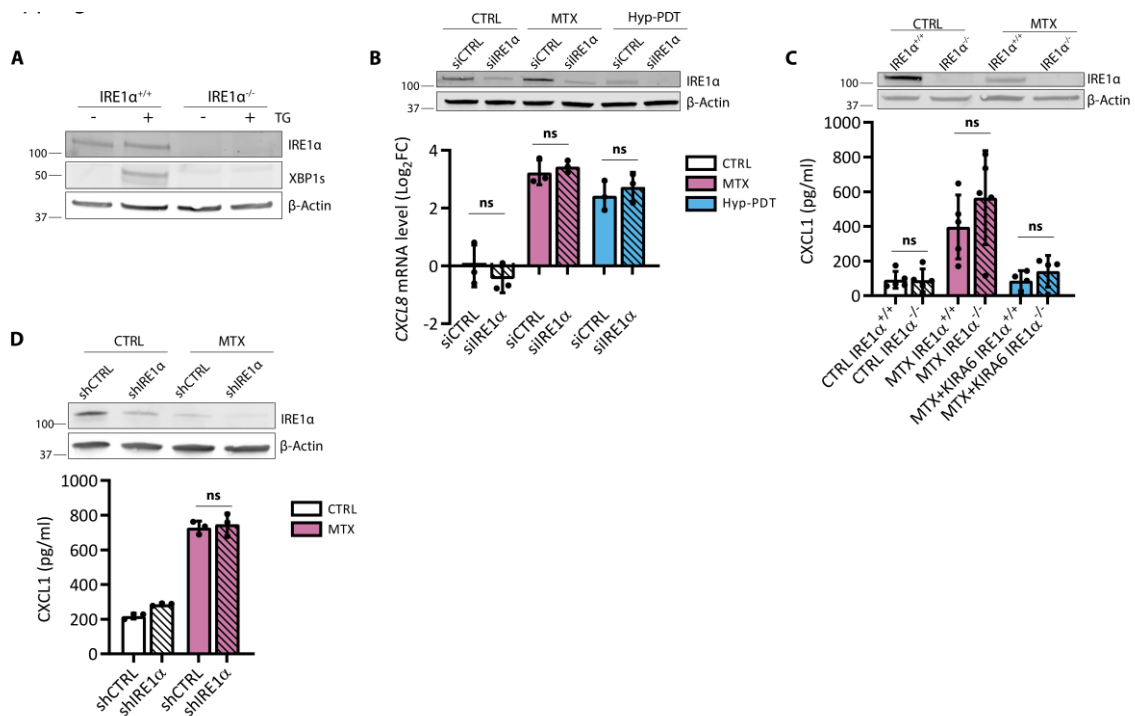 A
IRE1α+/+ IRE1α-/-
- + - + TG
100
IRE1α
50
XBP1s
37
β-Actin
B
CTRL MTX Hyp-PDT
siCTRL siIRE1α siCTRL siIRE1α siCTRL siIRE1α
100
IRE1α
37
β-Actin
CXCL8 mRNA level (Log2FC)
4
2
0
-2
ns ns ns
siCTRL siIRE1α siCTRL siIRE1α siCTRL siIRE1α
CTRL
MTX
Hyp-PDT
C
CTRL MTX
IRE1α+/+ IRE1α-/- IRE1α+/+ IRE1α-/-
100
IRE1α
37
β-Actin
CXCL1 (pg/ml)
1000
800
600
400
200
0
ns ns ns
CTRL IRE1α+/+
CTRL IRE1α-/-
MTX IRE1α+/+
MTX IRE1α-/-
MTX+KIRA6 IRE1α+/+
MTX+KIRA6 IRE1α-/-
D
CTRL MTX
shCTRL shIRE1α shCTRL shIRE1α
100
IRE1α
37
β-Actin
CXCL1 (pg/ml)
1000
800
600
400
200
0
ns
shCTRL shIRE1α shCTRL shIRE1α
CTRL
MTX